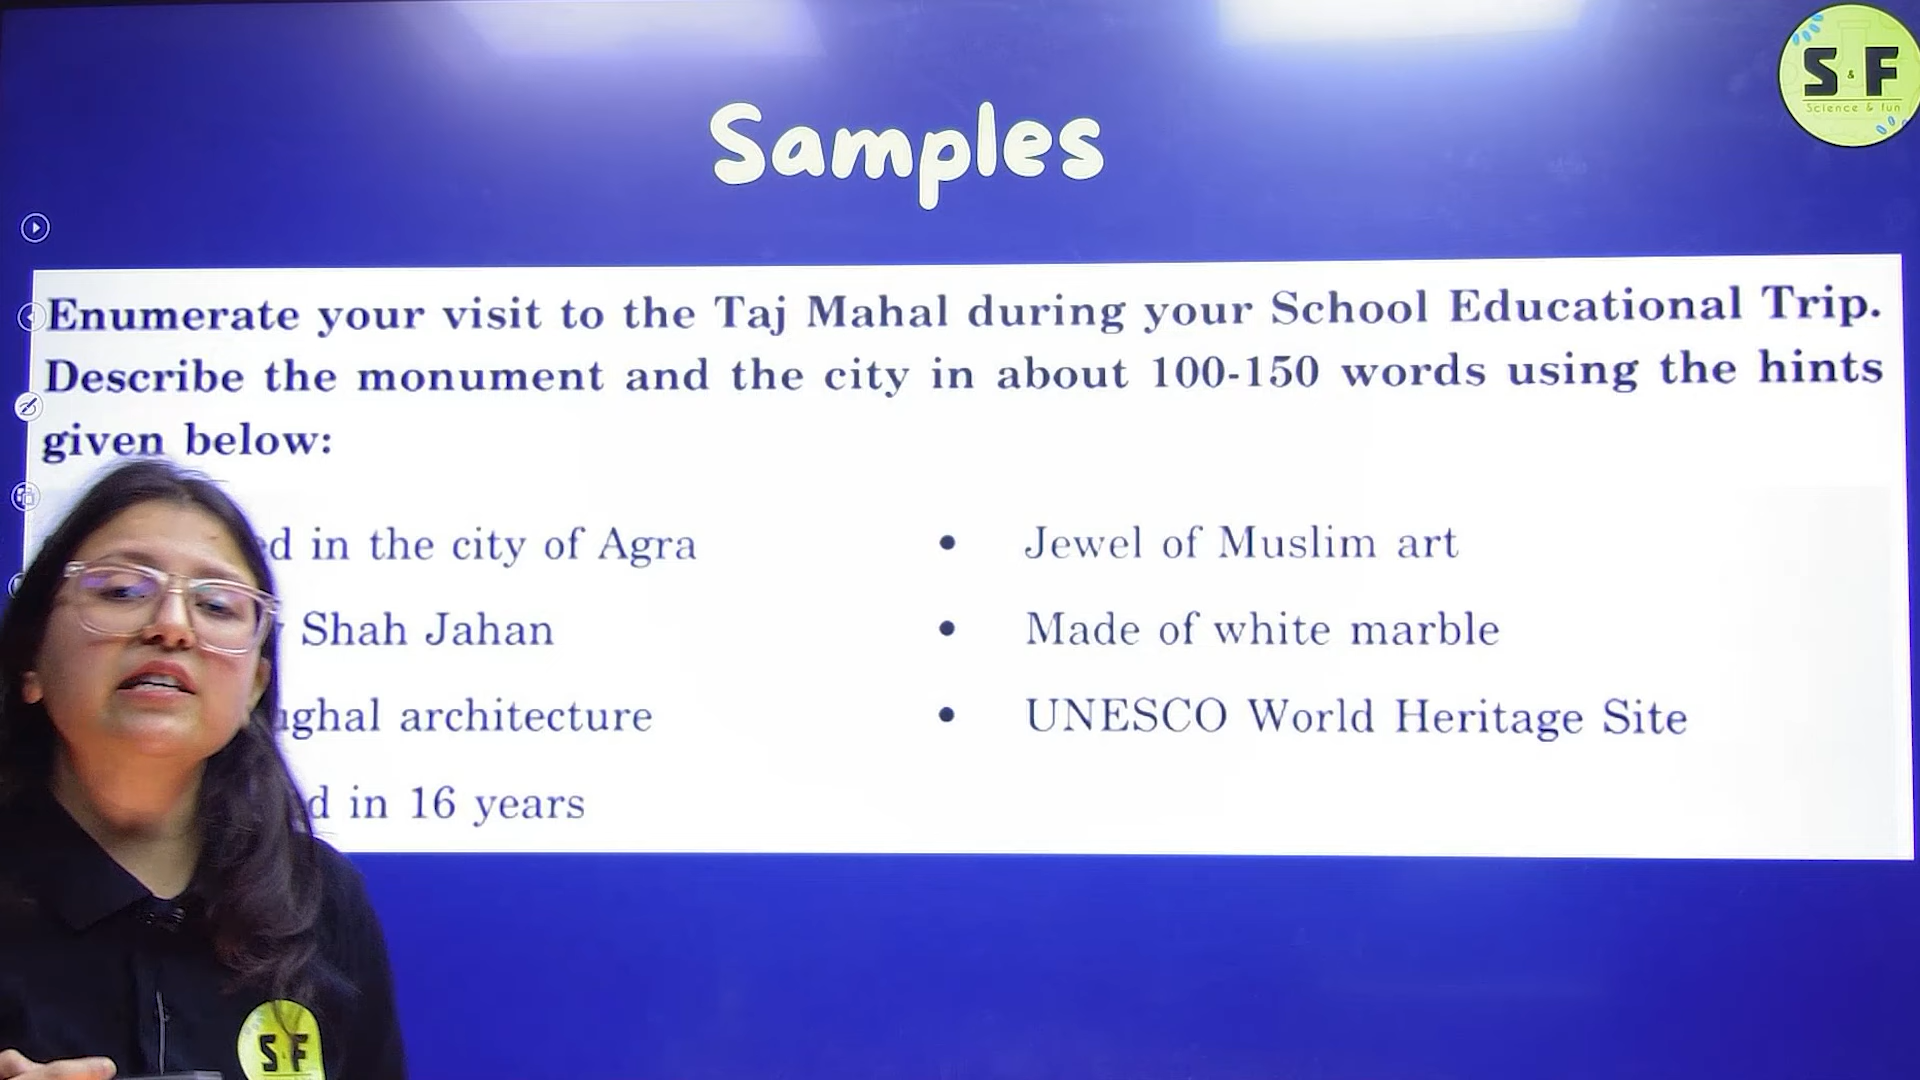 S & F
Science & fun
Samples
Enumerate your visit to the Taj Mahal during your School Educational Trip.
Describe the monument and the city in about 100-150 words using the hints
given below:
in the city of Agra
Shah Jahan
architecture
in 16 years
• Jewel of Muslim art
• Made of white marble
• UNESCO World Heritage Site
S&F